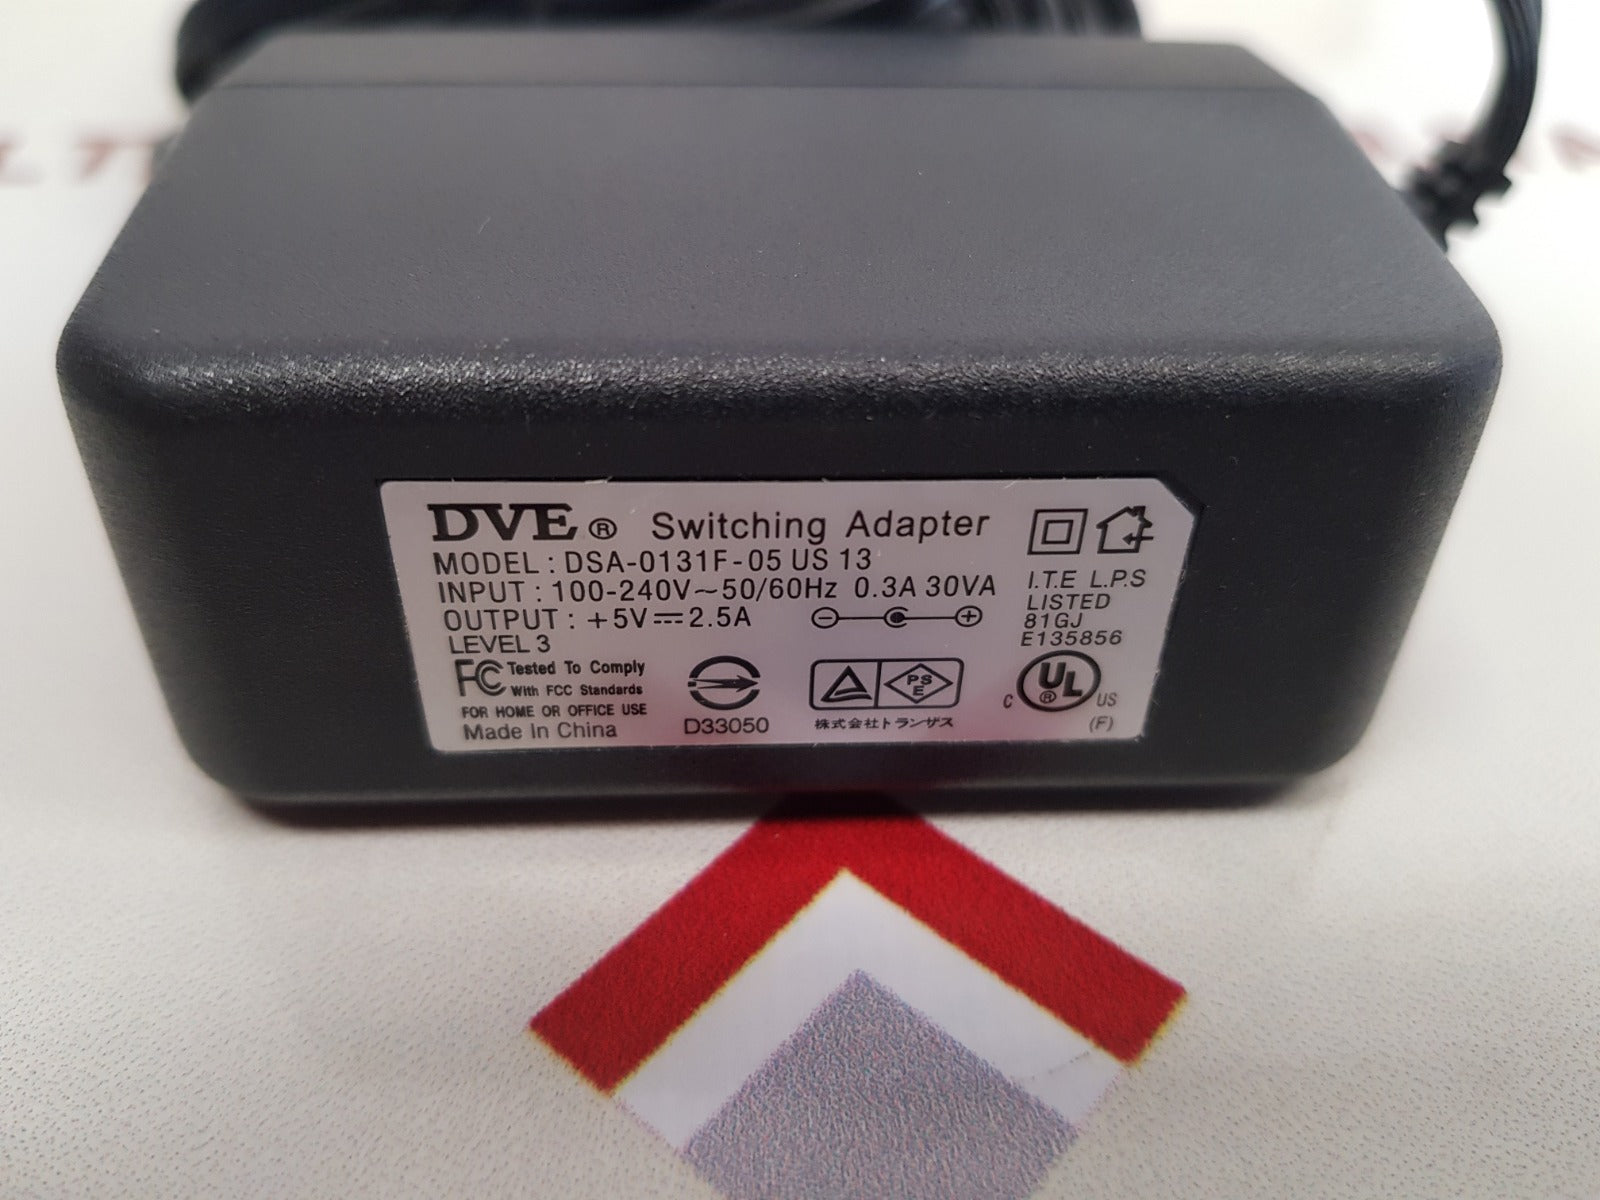 DVE® Switching Adapter
MODEL : DSA-0131F-05 US 13
INPUT : 100-240V~50/60Hz 0.3A 30VA
OUTPUT : +5V⎓2.5A
LEVEL 3
FC Tested To Comply
With FCC Standards
FOR HOME OR OFFICE USE
Made In China
D33050
PS
E
株式会社トランザス
I.T.E L.P.S
LISTED
81GJ
E135856
C UL® US
(F)